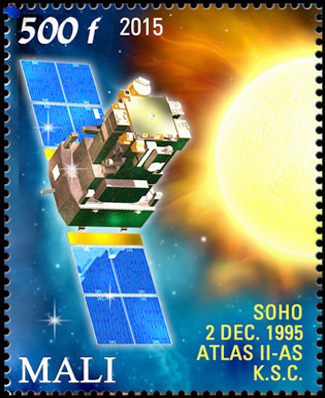 500 f 2015
SOHO
2 DEC. 1995
ATLAS II-AS
K.S.C.
MALI